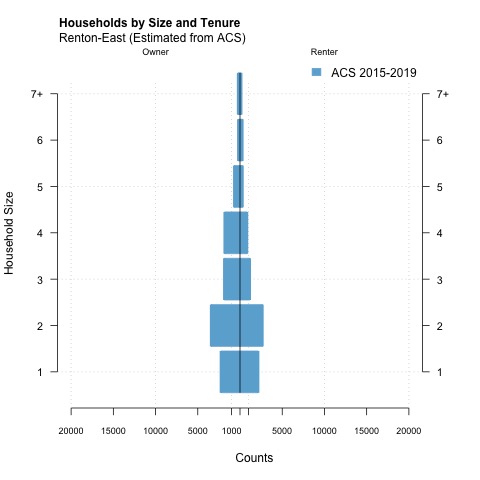 Households by Size and Tenure
Renton-East (Estimated from ACS)
Owner Renter
ACS 2015-2019
7+ 7+
6 6
5 5
4 4
3 3
2 2
1 1
Household Size
20000 15000 10000 5000 1000 5000 10000 15000 20000
Counts